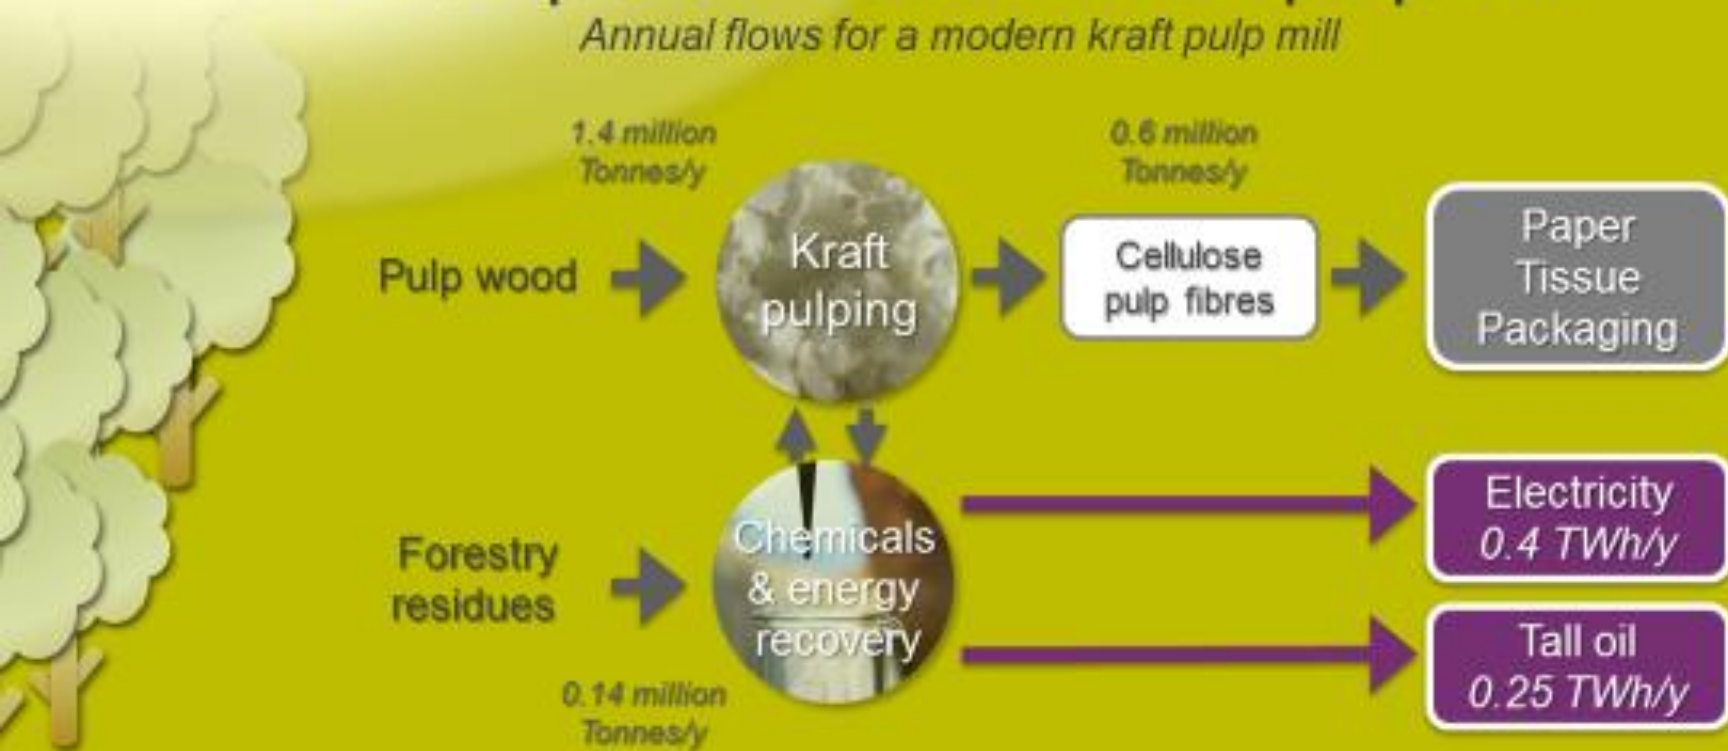 Annual flows for a modern kraft pulp mill
1.4 million
Tonnes/y
0.6 million
Tonnes/y
Pulp wood
Kraft
pulping
Cellulose
pulp fibres
Paper
Tissue
Packaging
Forestry
residues
Chemicals
& energy
recovery
Electricity
0.4 TWh/y
Tall oil
0.25 TWh/y
0.14 million
Tonnes/y